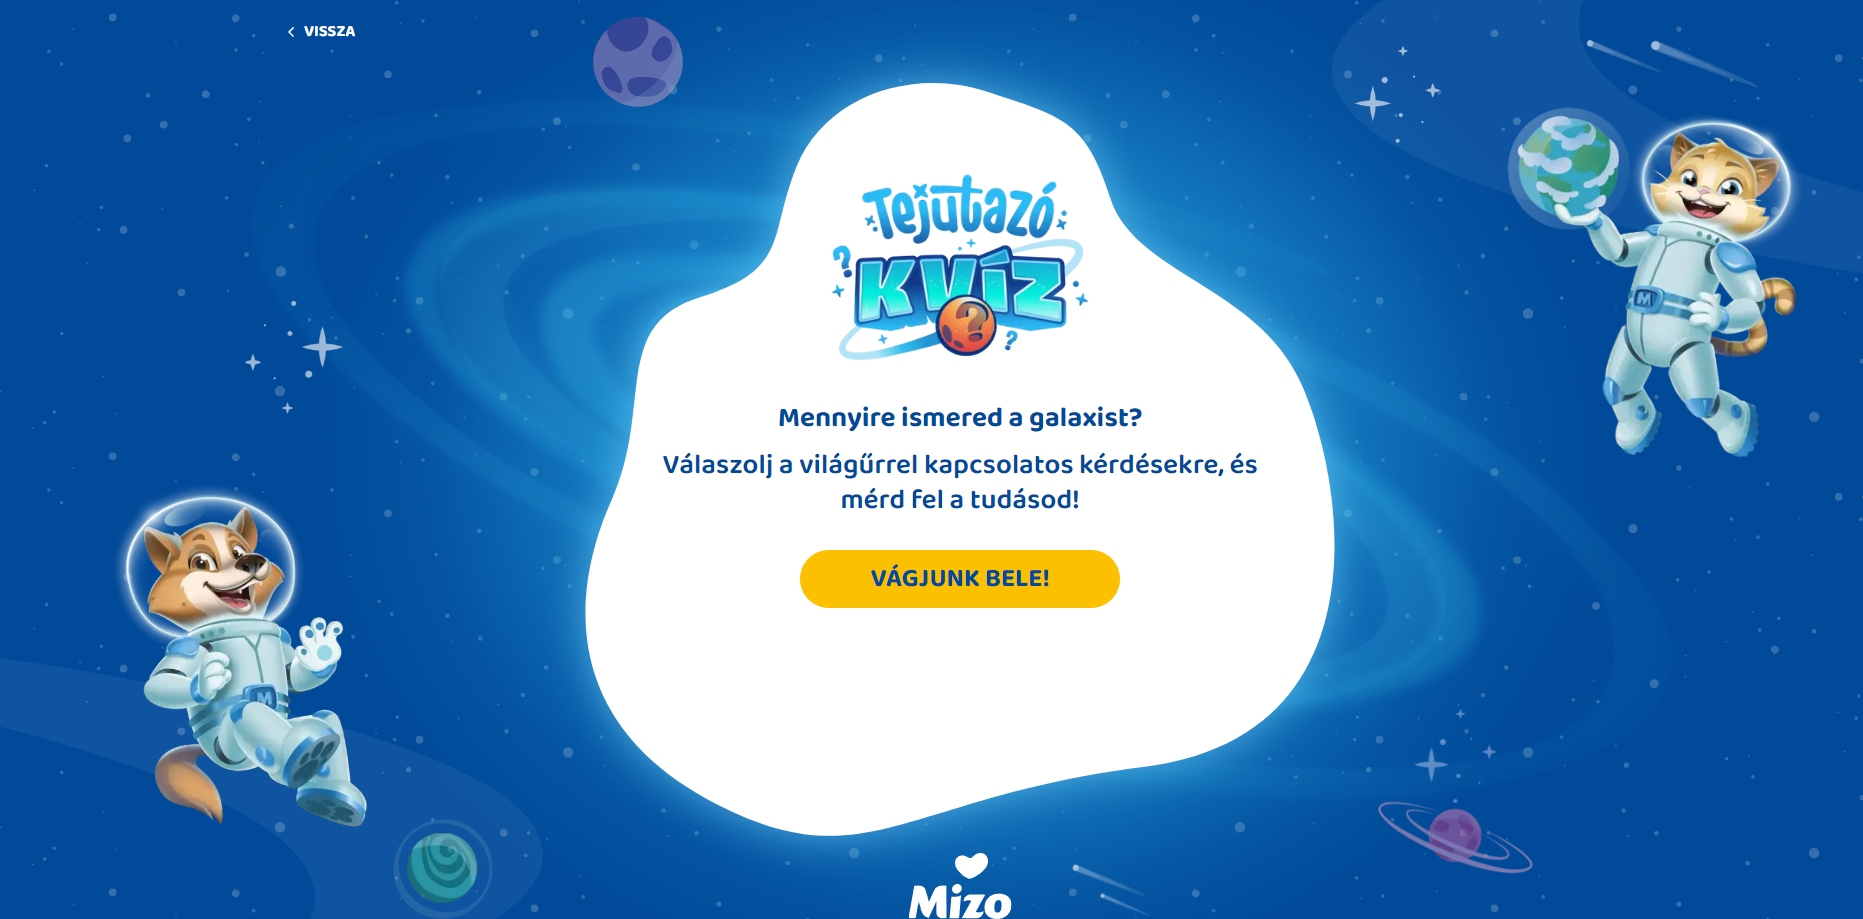 VISSZA
Tejutazó
KVÍZ
Mennyire ismered a galaxist?
Válaszolj a világűrrel kapcsolatos kérdésekre, és
mérd fel a tudásod!
VÁGJUNK BELE!
M
M
Mizo